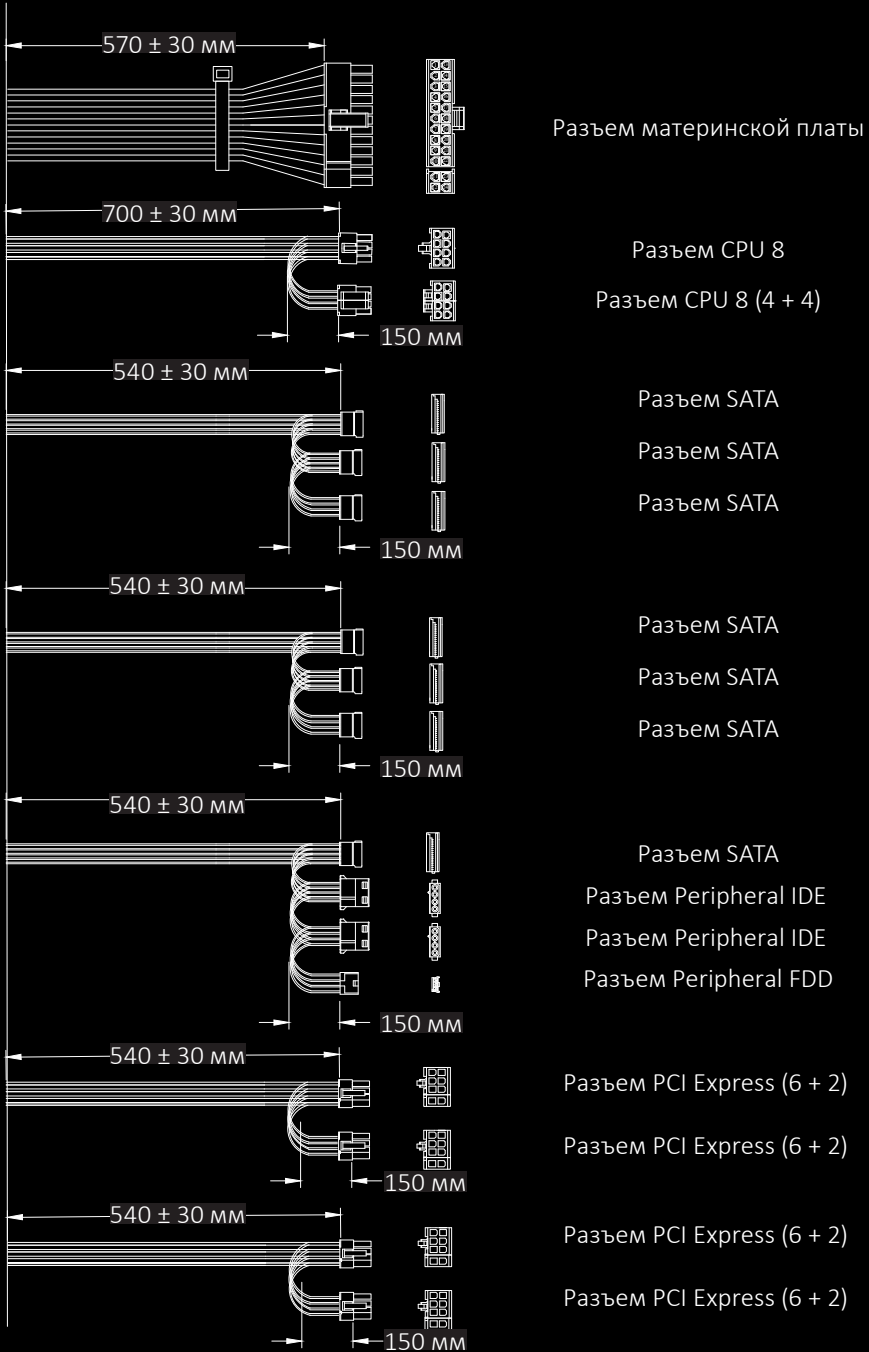 570 ± 30 мм
Разъем материнской платы
700 ± 30 мм
Разъем CPU 8
Разъем CPU 8 (4 + 4)
150 мм
540 ± 30 мм
Разъем SATA
Разъем SATA
Разъем SATA
150 мм
540 ± 30 мм
Разъем SATA
Разъем SATA
Разъем SATA
150 мм
540 ± 30 мм
Разъем SATA
Разъем Peripheral IDE
Разъем Peripheral IDE
Разъем Peripheral FDD
150 мм
540 ± 30 мм
Разъем PCI Express (6 + 2)
Разъем PCI Express (6 + 2)
150 мм
540 ± 30 мм
Разъем PCI Express (6 + 2)
Разъем PCI Express (6 + 2)
150 мм